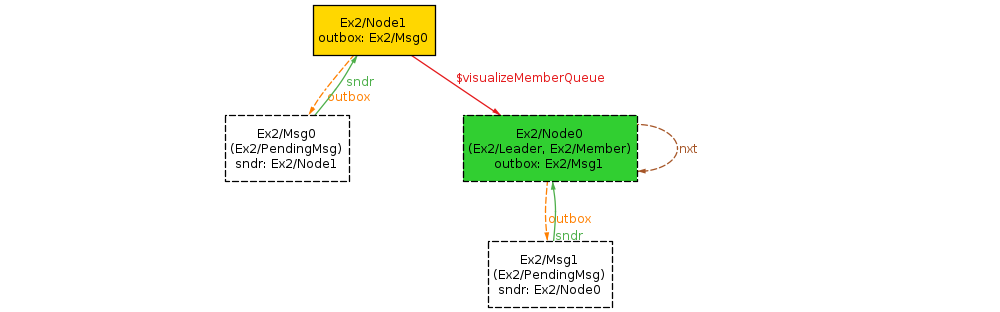 Ex2/Node1
outbox: Ex2/Msg0
$visualizeMemberQueue
sndr
outbox
Ex2/Msg0
(Ex2/PendingMsg)
sndr: Ex2/Node1
Ex2/Node0
(Ex2/Leader, Ex2/Member)
outbox: Ex2/Msg1
nxt
outbox
sndr
Ex2/Msg1
(Ex2/PendingMsg)
sndr: Ex2/Node0